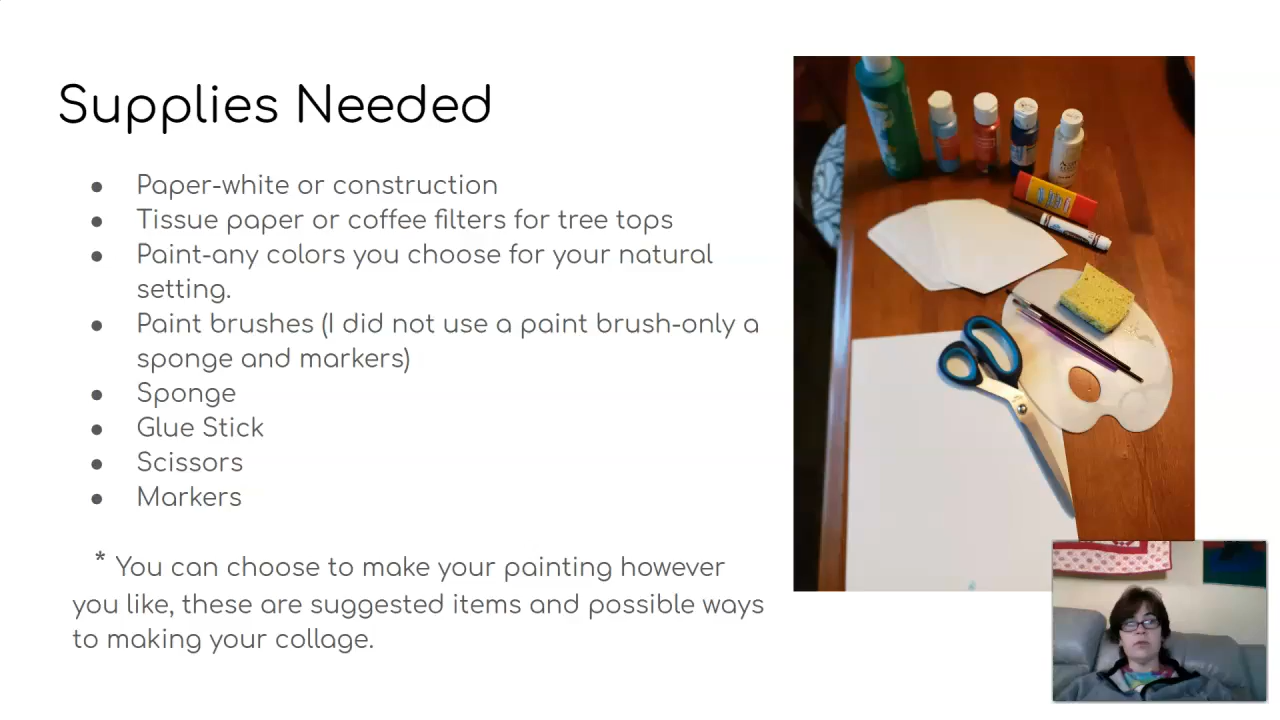 Supplies Needed
● Paper-white or construction
● Tissue paper or coffee filters for tree tops
● Paint-any colors you choose for your natural
setting.
● Paint brushes (I did not use a paint brush-only a
sponge and markers)
● Sponge
● Glue Stick
● Scissors
● Markers
* You can choose to make your painting however
you like, these are suggested items and possible ways
to making your collage.